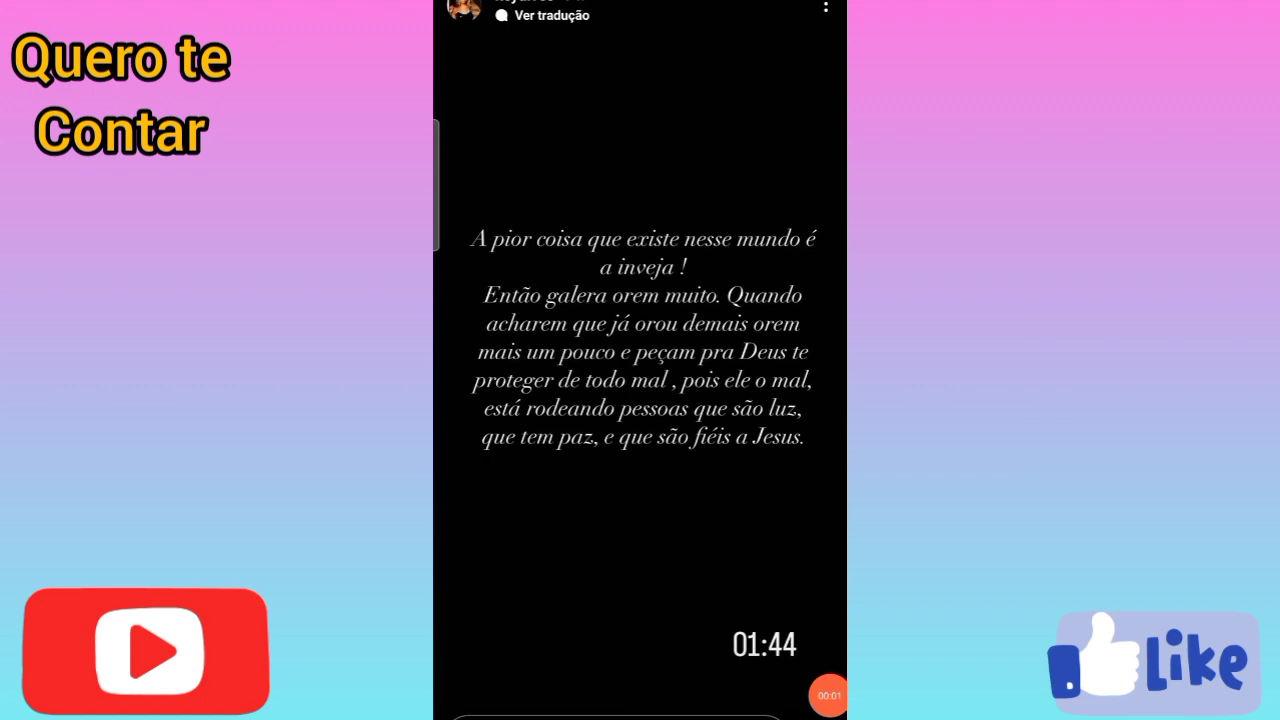 Quero te
Contar
Ver tradução
A pior coisa que existe nesse mundo é
a inveja !
Então galera orem muito. Quando
acharem que já orou demais orem
mais um pouco e peçam pra Deus te
proteger de todo mal , pois ele o mal,
está rodeando pessoas que são luz,
que tem paz, e que são fiéis a Jesus.
01:44
00:01
like